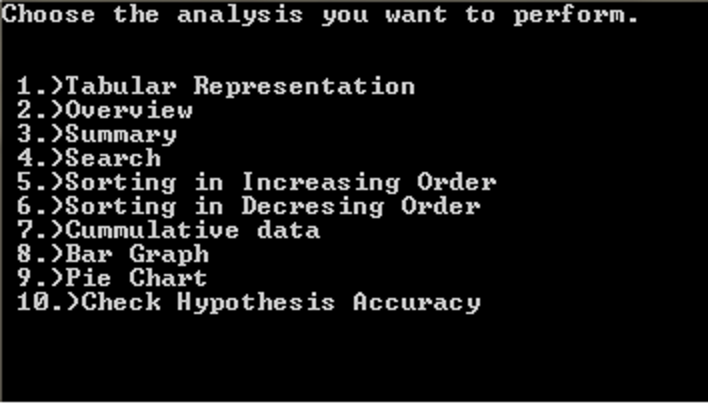 Choose the analysis you want to perform.
1.)Tabular Representation
2.)Overview
3.)Summary
4.)Search
5.)Sorting in Increasing Order
6.)Sorting in Decresing Order
7.)Cummulative data
8.)Bar Graph
9.)Pie Chart
10.)Check Hypothesis Accuracy